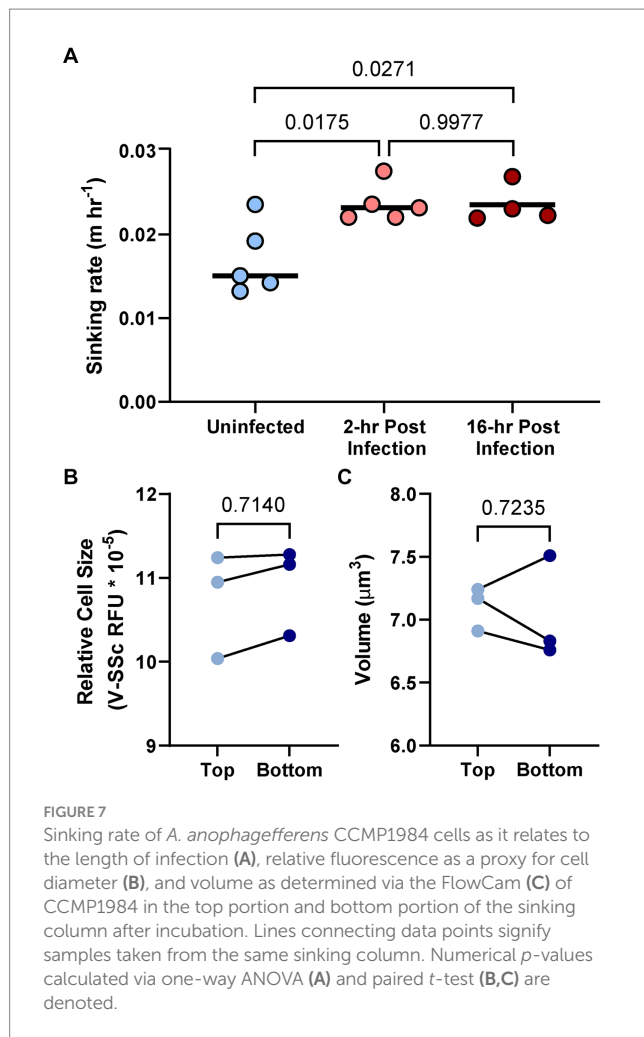 A
0.0271
0.0175
0.9977
0.03
0.02
0.01
0.00
Sinking rate (m hr⁻¹)
Uninfected
2-hr Post
Infection
16-hr Post
Infection
B
0.7140
12
11
10
9
Relative Cell Size
(V-SSc RFU * 10⁻⁵)
Top
Bottom
C
0.7235
8.0
7.5
7.0
6.5
6.0
Volume (μm³)
Top
Bottom
FIGURE 7
Sinking rate of A. anophagefferens CCMP1984 cells as it relates to
the length of infection (A), relative fluorescence as a proxy for cell
diameter (B), and volume as determined via the FlowCam (C) of
CCMP1984 in the top portion and bottom portion of the sinking
column after incubation. Lines connecting data points signify
samples taken from the same sinking column. Numerical p-values
calculated via one-way ANOVA (A) and paired t-test (B,C) are
denoted.